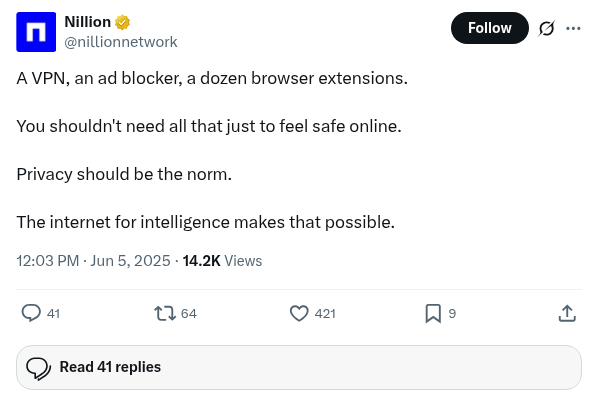 Nillion
Follow
@nillionnetwork
A VPN, an ad blocker, a dozen browser extensions.
You shouldn't need all that just to feel safe online.
Privacy should be the norm.
The internet for intelligence makes that possible.
12:03 PM · Jun 5, 2025 · 14.2K Views
41 64 421 9
Read 41 replies